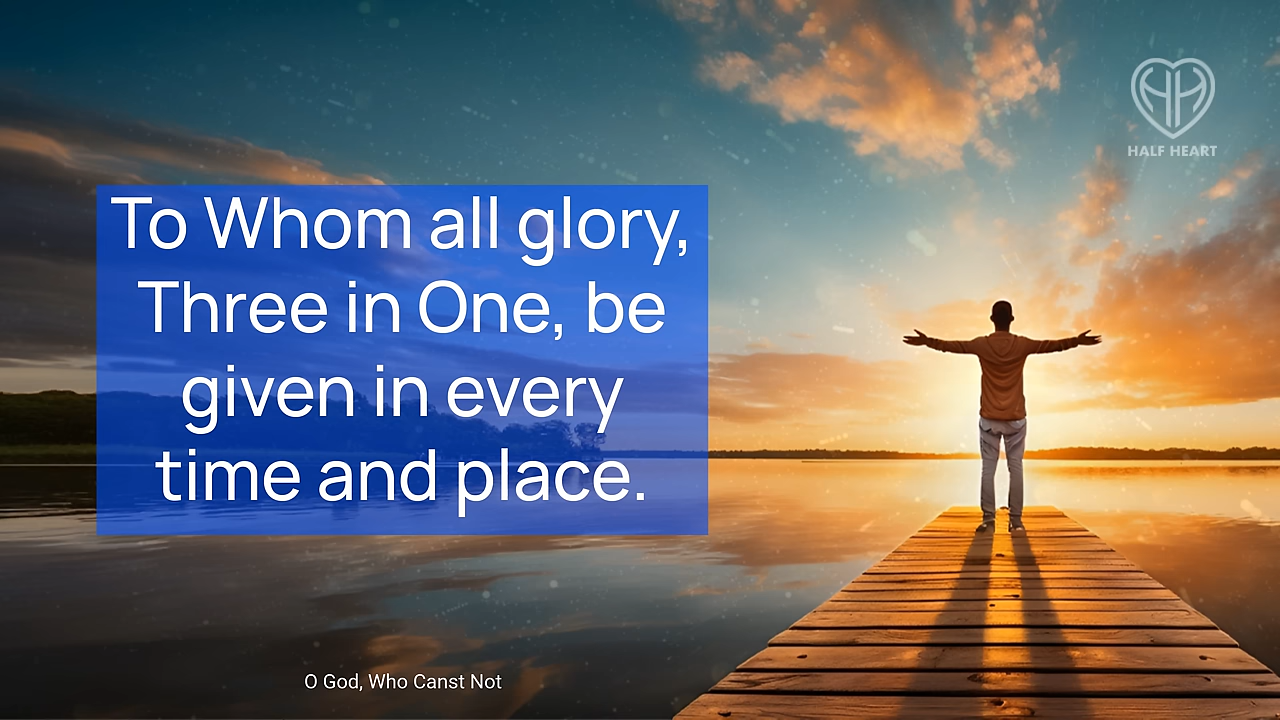 HALF HEART
To Whom all glory,
Three in One, be
given in every
time and place.
O God, Who Canst Not